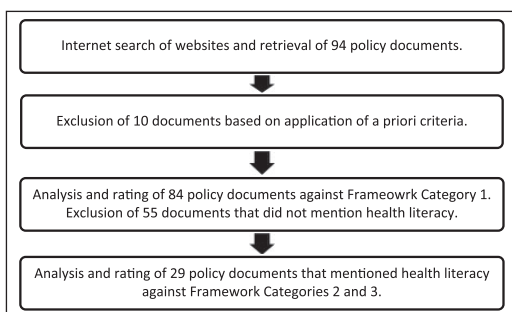 Internet search of websites and retrieval of 94 policy documents.
Exclusion of 10 documents based on application of a priori criteria.
Analysis and rating of 84 policy documents against Frameowrk Category 1.
Exclusion of 55 documents that did not mention health literacy.
Analysis and rating of 29 policy documents that mentioned health literacy
against Framework Categories 2 and 3.